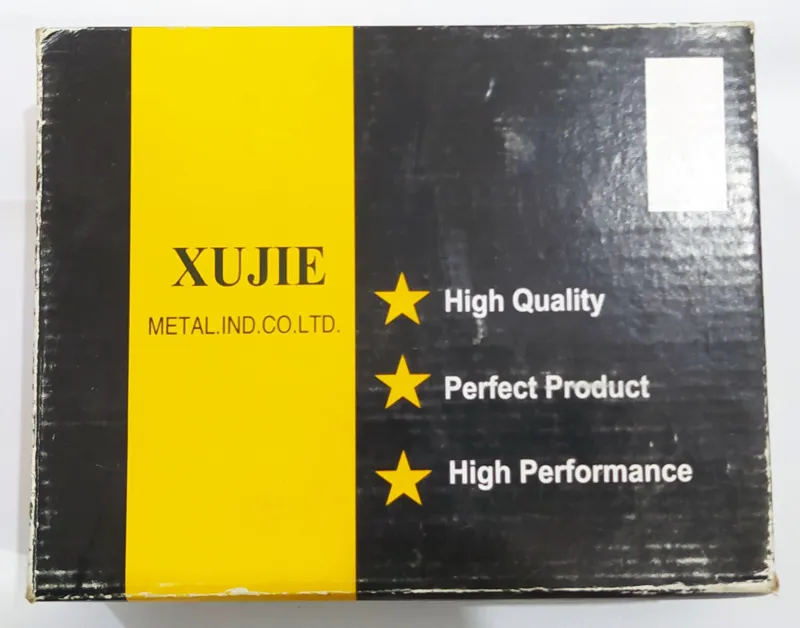 XUJIE
METAL.IND.CO.LTD.
High Quality
Perfect Product
High Performance